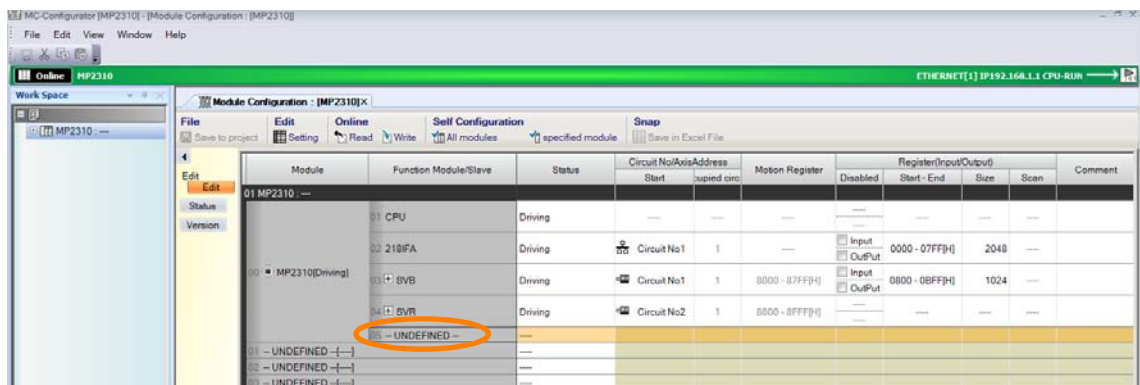 MC-Configurator [MP2310] - [Module Configuration : [MP2310]]
File Edit View Window Help
Online MP2310 ETHERNET[1] IP192.168.1.1 CPU-RUN
Work Space
MP2310 : ---
Module Configuration : [MP2310]
File Edit Online Self Configuration Snap
Save to project Setting Read Write All modules specified module Save in Excel File
Edit
Edit
Status
Version
Module Function Module/Slave Status Circuit No/AxisAddress Motion Register Register(Input/Output) Comment
Start cupied circ Disabled Start - End Size Scan
01 MP2310 : ---
01 CPU Driving ---- ---- ---- ---- ---- ---- ----
02 218IFA Driving Circuit No1 1 ---- Input OutPut 0000 - 07FF[H] 2048 ----
00 MP2310[Driving]
03 SVB Driving Circuit No1 1 8000 - 87FF[H] Input OutPut 0800 - 0BFF[H] 1024 ----
04 SVR Driving Circuit No2 1 8800 - 8FFF[H] ---- ---- ---- ----
05 -- UNDEFINED -- ----
01 -- UNDEFINED --[----] ----
02 -- UNDEFINED --[----] ----
03 -- UNDEFINED --[----] ----